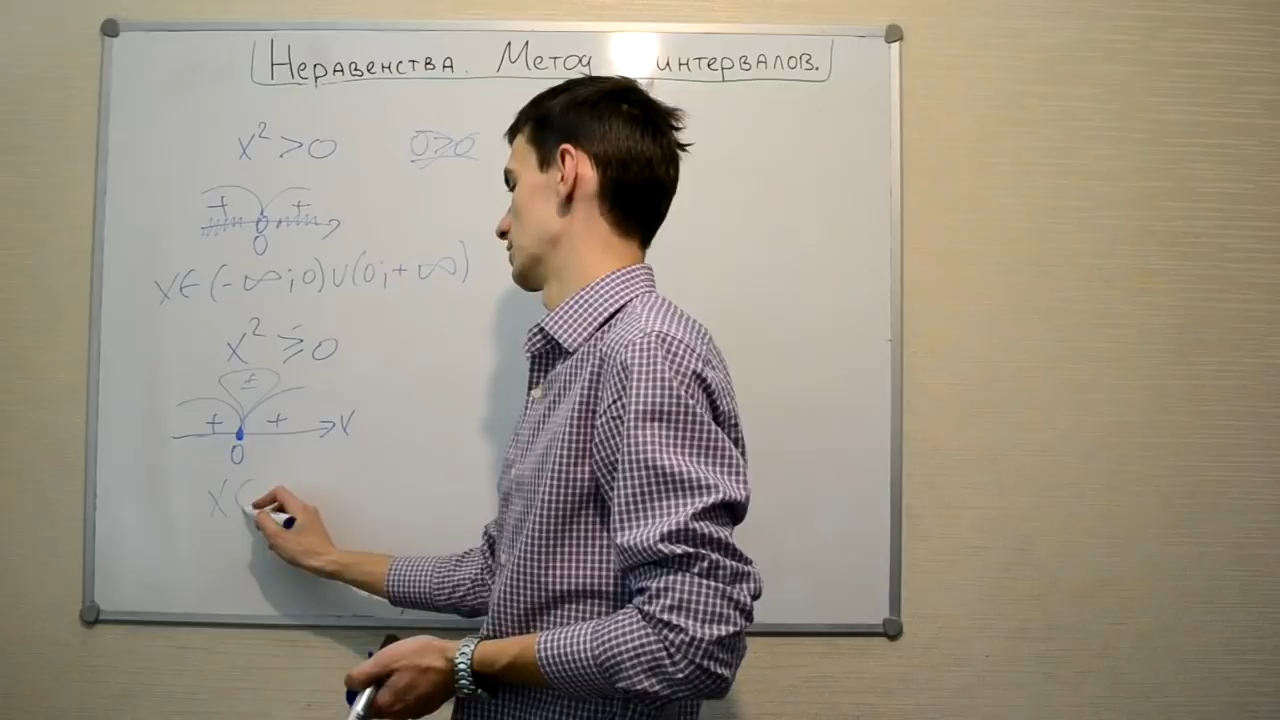 Неравенства. Метод интервалов.
x² > 0 0 > 0
+ +
0
x ∈ (-∞; 0) ∪ (0; +∞)
x² ≥ 0
±
+ + x
0
x